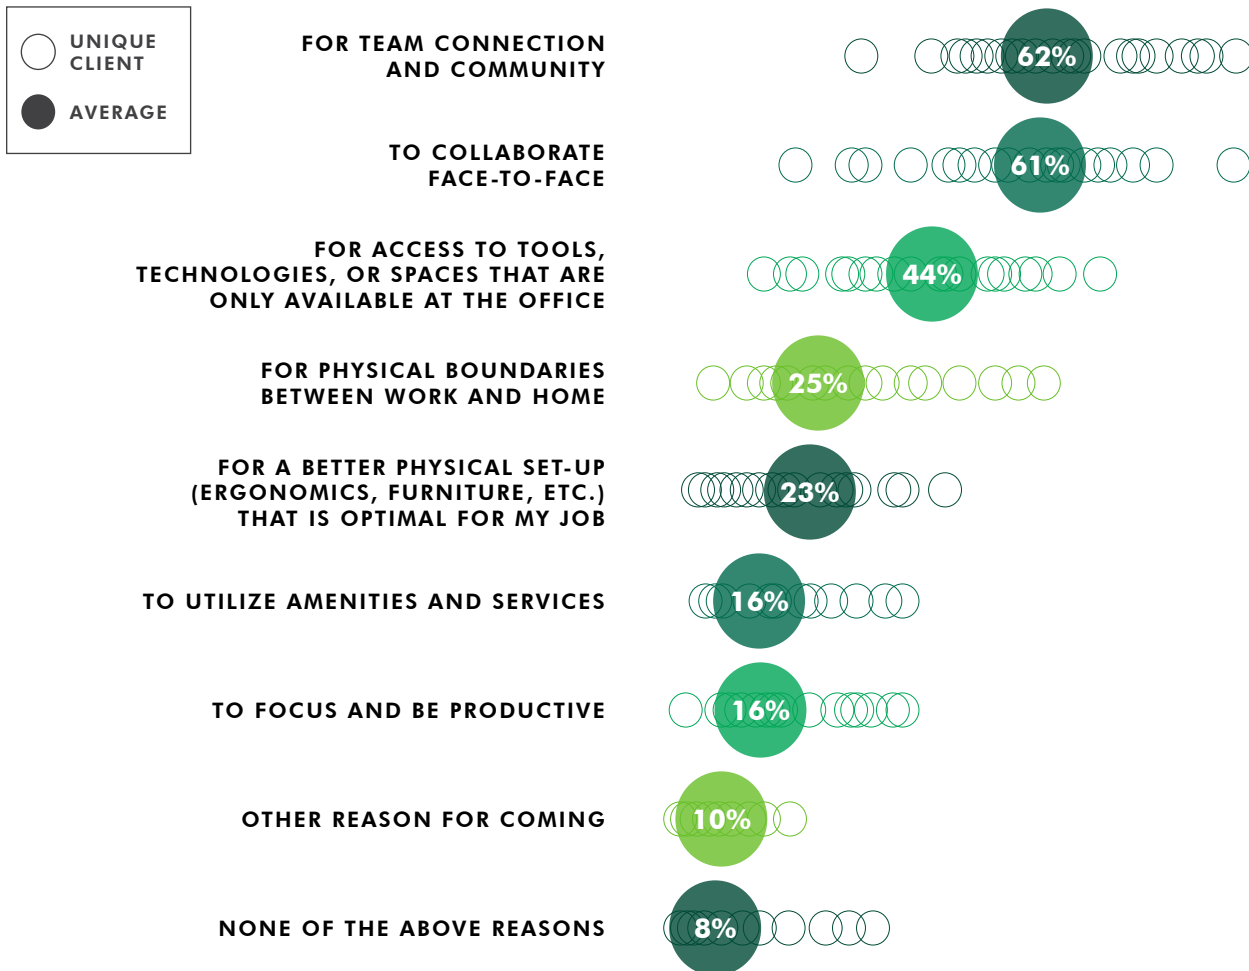 UNIQUE
CLIENT
AVERAGE
FOR TEAM CONNECTION
AND COMMUNITY
62%
TO COLLABORATE
FACE-TO-FACE
61%
FOR ACCESS TO TOOLS,
TECHNOLOGIES, OR SPACES THAT ARE
ONLY AVAILABLE AT THE OFFICE
44%
FOR PHYSICAL BOUNDARIES
BETWEEN WORK AND HOME
25%
FOR A BETTER PHYSICAL SET-UP
(ERGONOMICS, FURNITURE, ETC.)
THAT IS OPTIMAL FOR MY JOB
23%
TO UTILIZE AMENITIES AND SERVICES
16%
TO FOCUS AND BE PRODUCTIVE
16%
OTHER REASON FOR COMING
10%
NONE OF THE ABOVE REASONS
8%